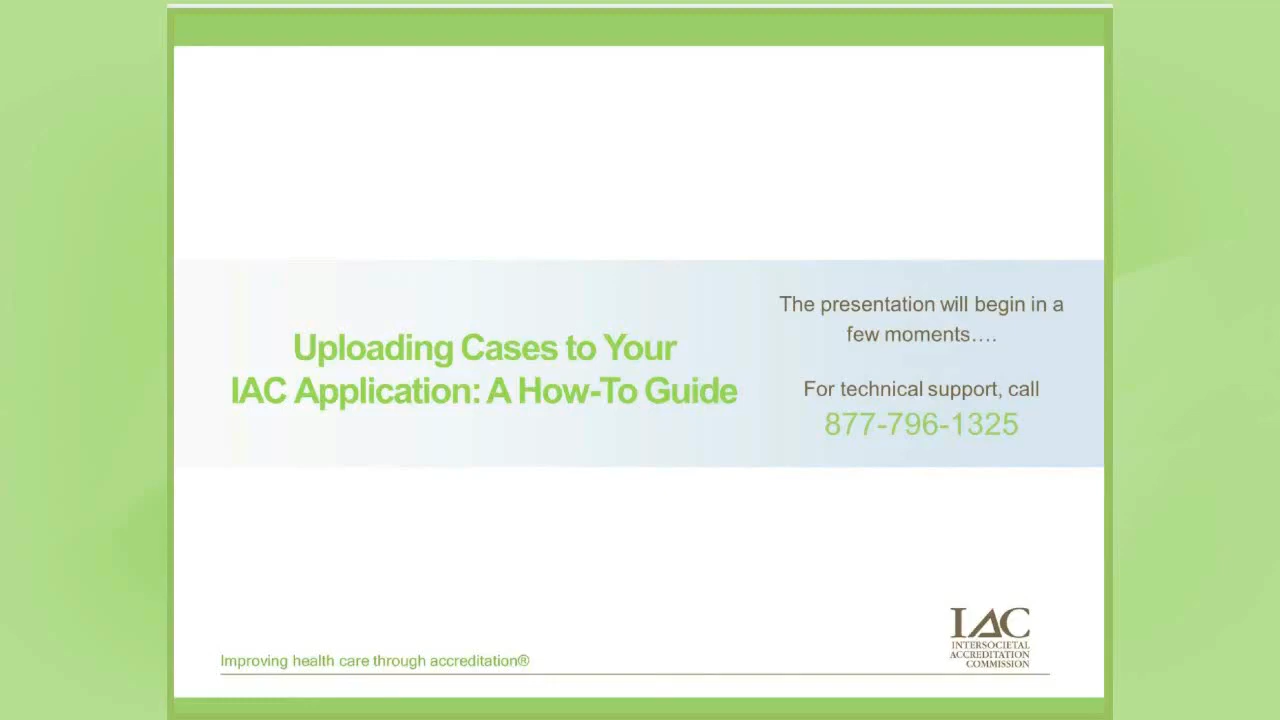 Uploading Cases to Your
IAC Application: A How-To Guide
The presentation will begin in a
few moments….
For technical support, call
877-796-1325
Improving health care through accreditation®
IAC
INTERSOCIETAL
ACCREDITATION
COMMISSION